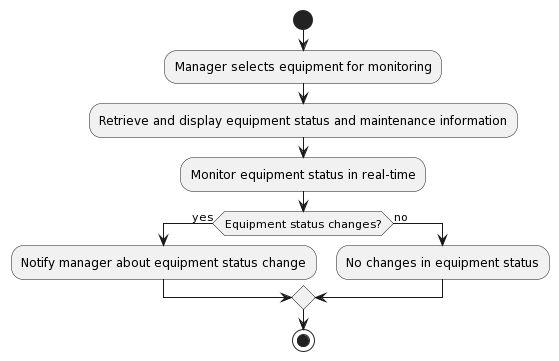 Manager selects equipment for monitoring
Retrieve and display equipment status and maintenance information
Monitor equipment status in real-time
yes
Equipment status changes?
no
Notify manager about equipment status change
No changes in equipment status